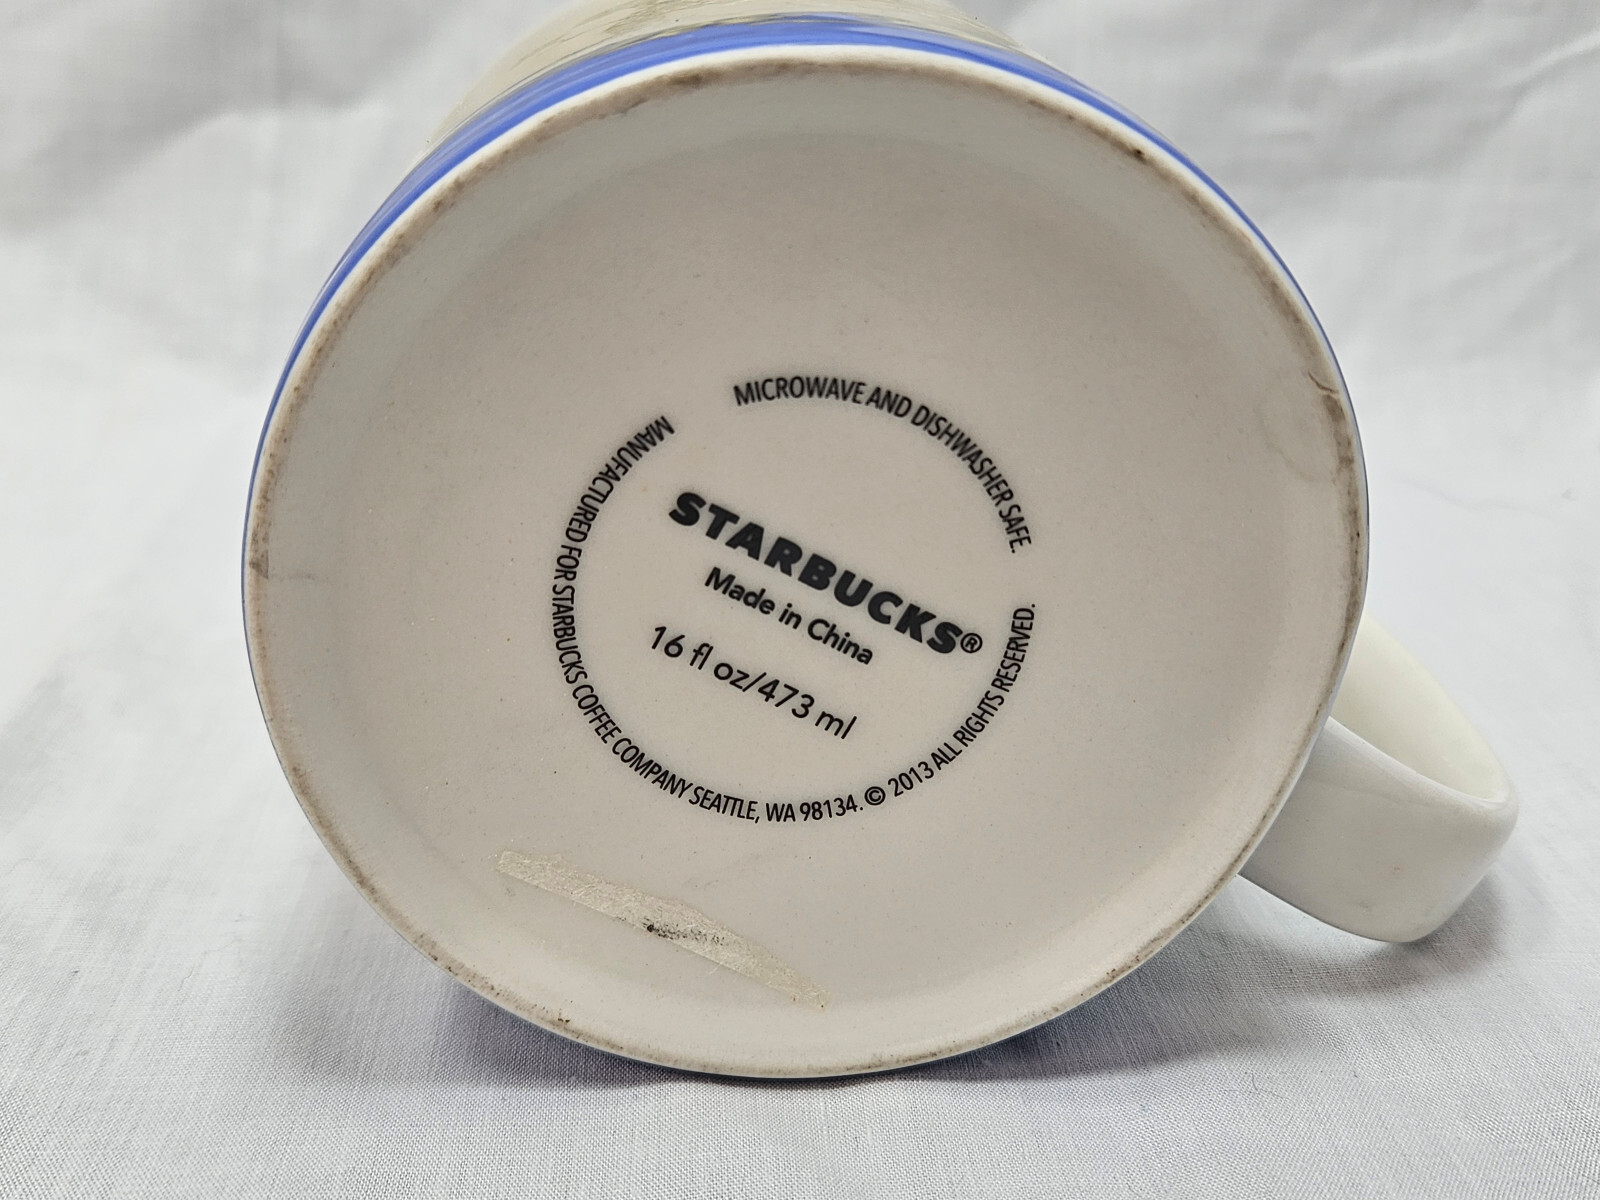 MICROWAVE AND DISHWASHER SAFE.
STARBUCKS®
Made in China
16 fl oz/473 ml
MANUFACTURED FOR STARBUCKS COFFEE COMPANY SEATTLE, WA 98134. © 2013 ALL RIGHTS RESERVED.